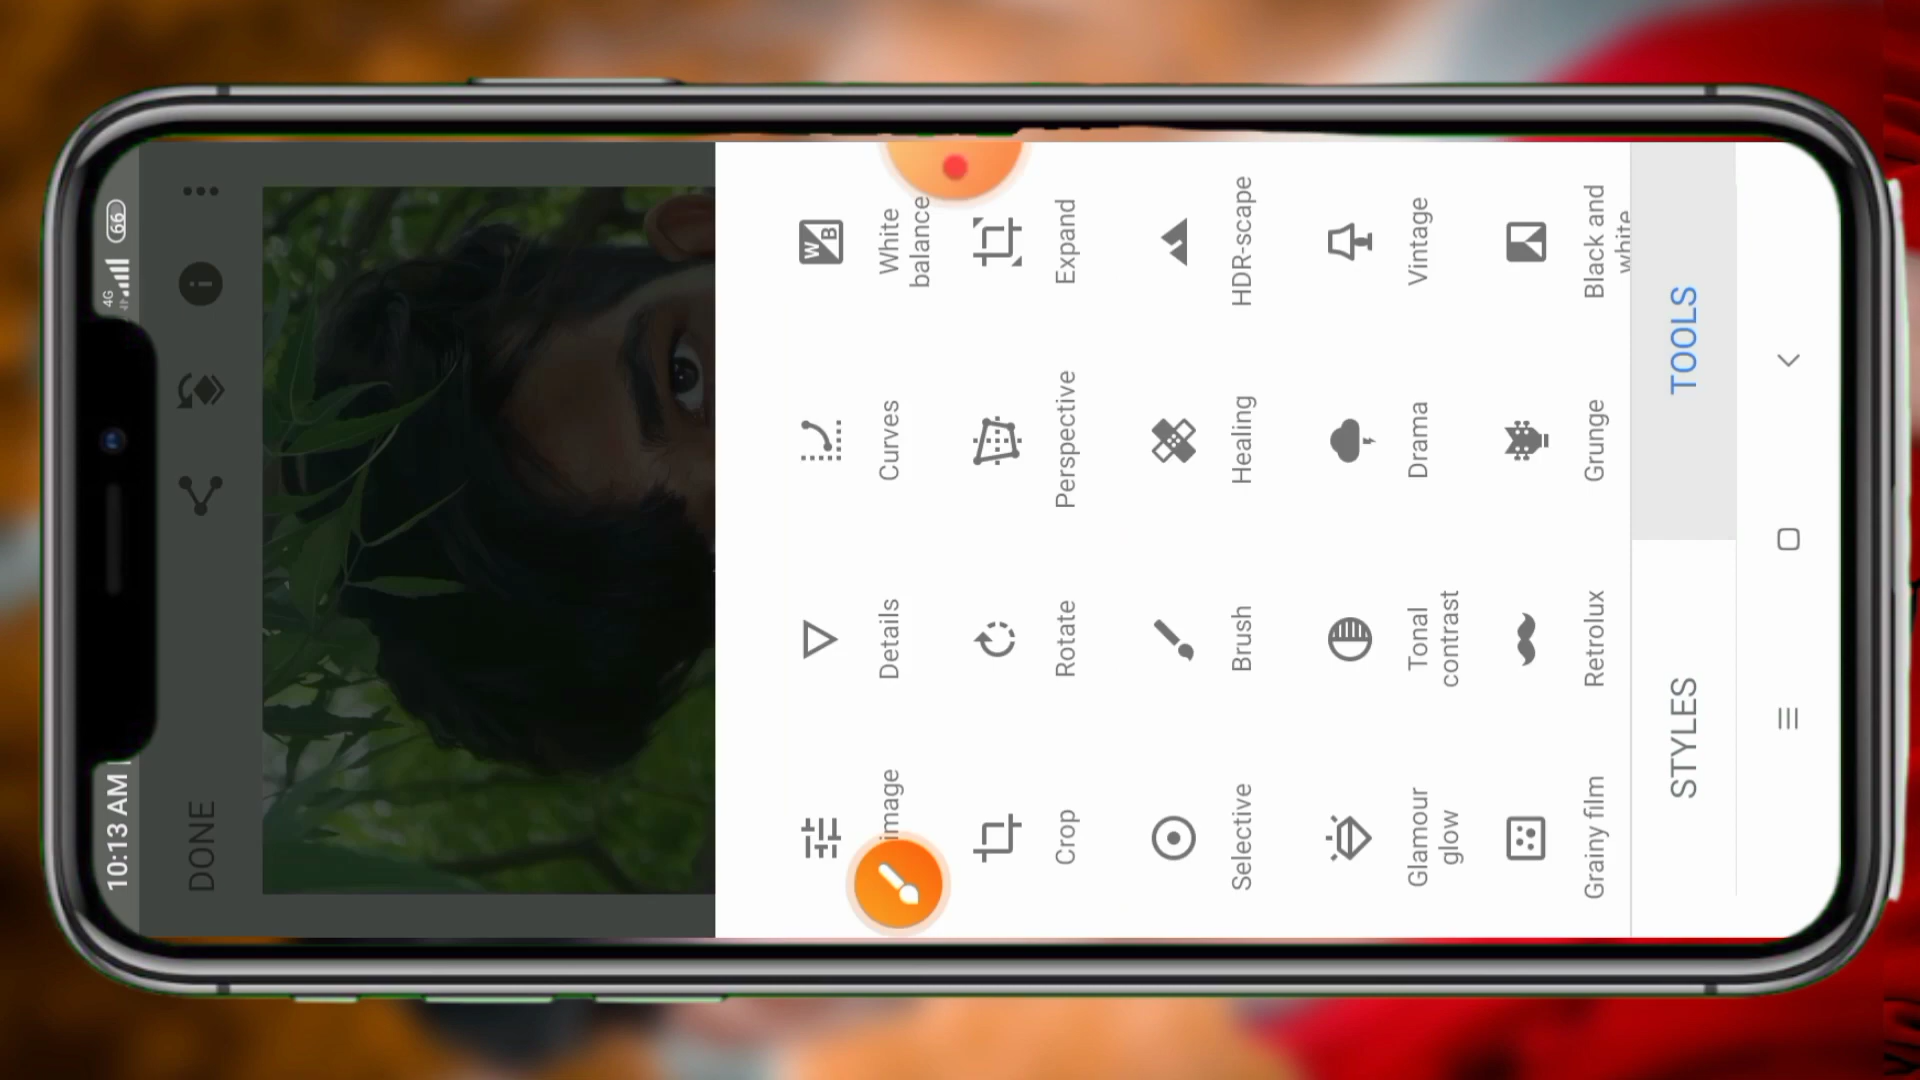 10:13 AM
4G
66
DONE
image
Details
Curves
White
balance
Crop
Rotate
Perspective
Expand
Selective
Brush
Healing
HDR-scape
Glamour
glow
Tonal
contrast
Drama
Vintage
Grainy film
Retrolux
Grunge
Black and
white
STYLES
TOOLS